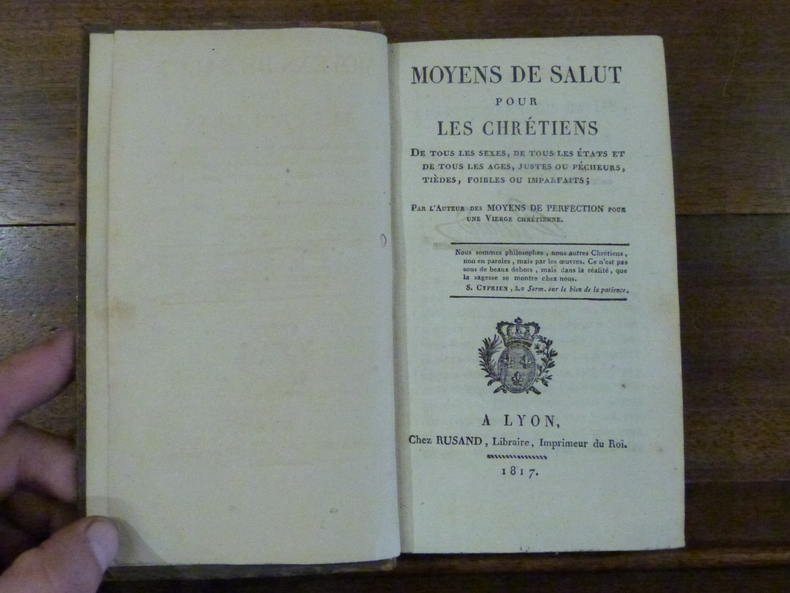 MOYENS DE SALUT
POUR
LES CHRÉTIENS
DE TOUS LES SEXES, DE TOUS LES ÉTATS ET
DE TOUS LES AGES, JUSTES OU PÉCHEURS,
TIÈDES, FOIBLES OU IMPARFAITS;
PAR L'AUTEUR DES MOYENS DE PERFECTION POUR
UNE VIERGE CHRÉTIENNE.
Nous sommes philosophes, nous autres Chrétiens,
non en paroles, mais par les œuvres. Ce n'est pas
sous de beaux dehors, mais dans la réalité, que
la sagesse se montre chez nous.
S. CYPRIEN, 3.e Serm. sur le bien de la patience.
A LYON,
Chez RUSAND, Libraire, Imprimeur du Roi.
1817.